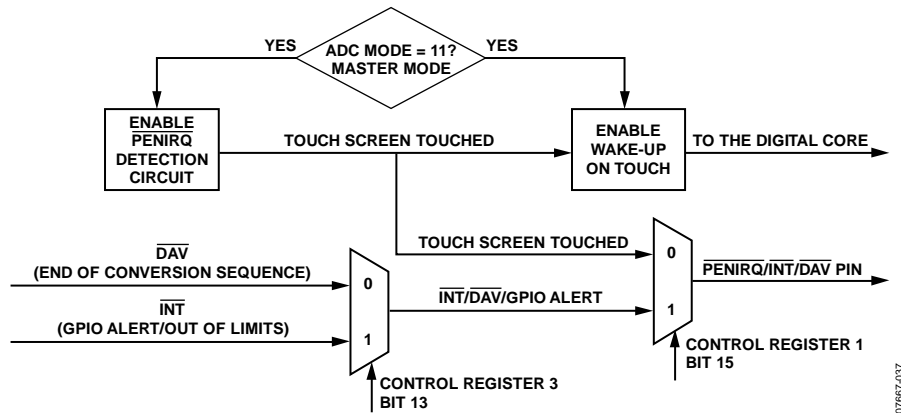 YES
ADC MODE = 11?
MASTER MODE
YES
ENABLE
PENIRQ
DETECTION
CIRCUIT
TOUCH SCREEN TOUCHED
ENABLE
WAKE-UP
ON TOUCH
TO THE DIGITAL CORE
TOUCH SCREEN TOUCHED
0
1
PENIRQ/INT/DAV PIN
DAV
(END OF CONVERSION SEQUENCE)
0
INT/DAV/GPIO ALERT
INT
(GPIO ALERT/OUT OF LIMITS)
1
CONTROL REGISTER 1
BIT 15
CONTROL REGISTER 3
BIT 13
07667-037